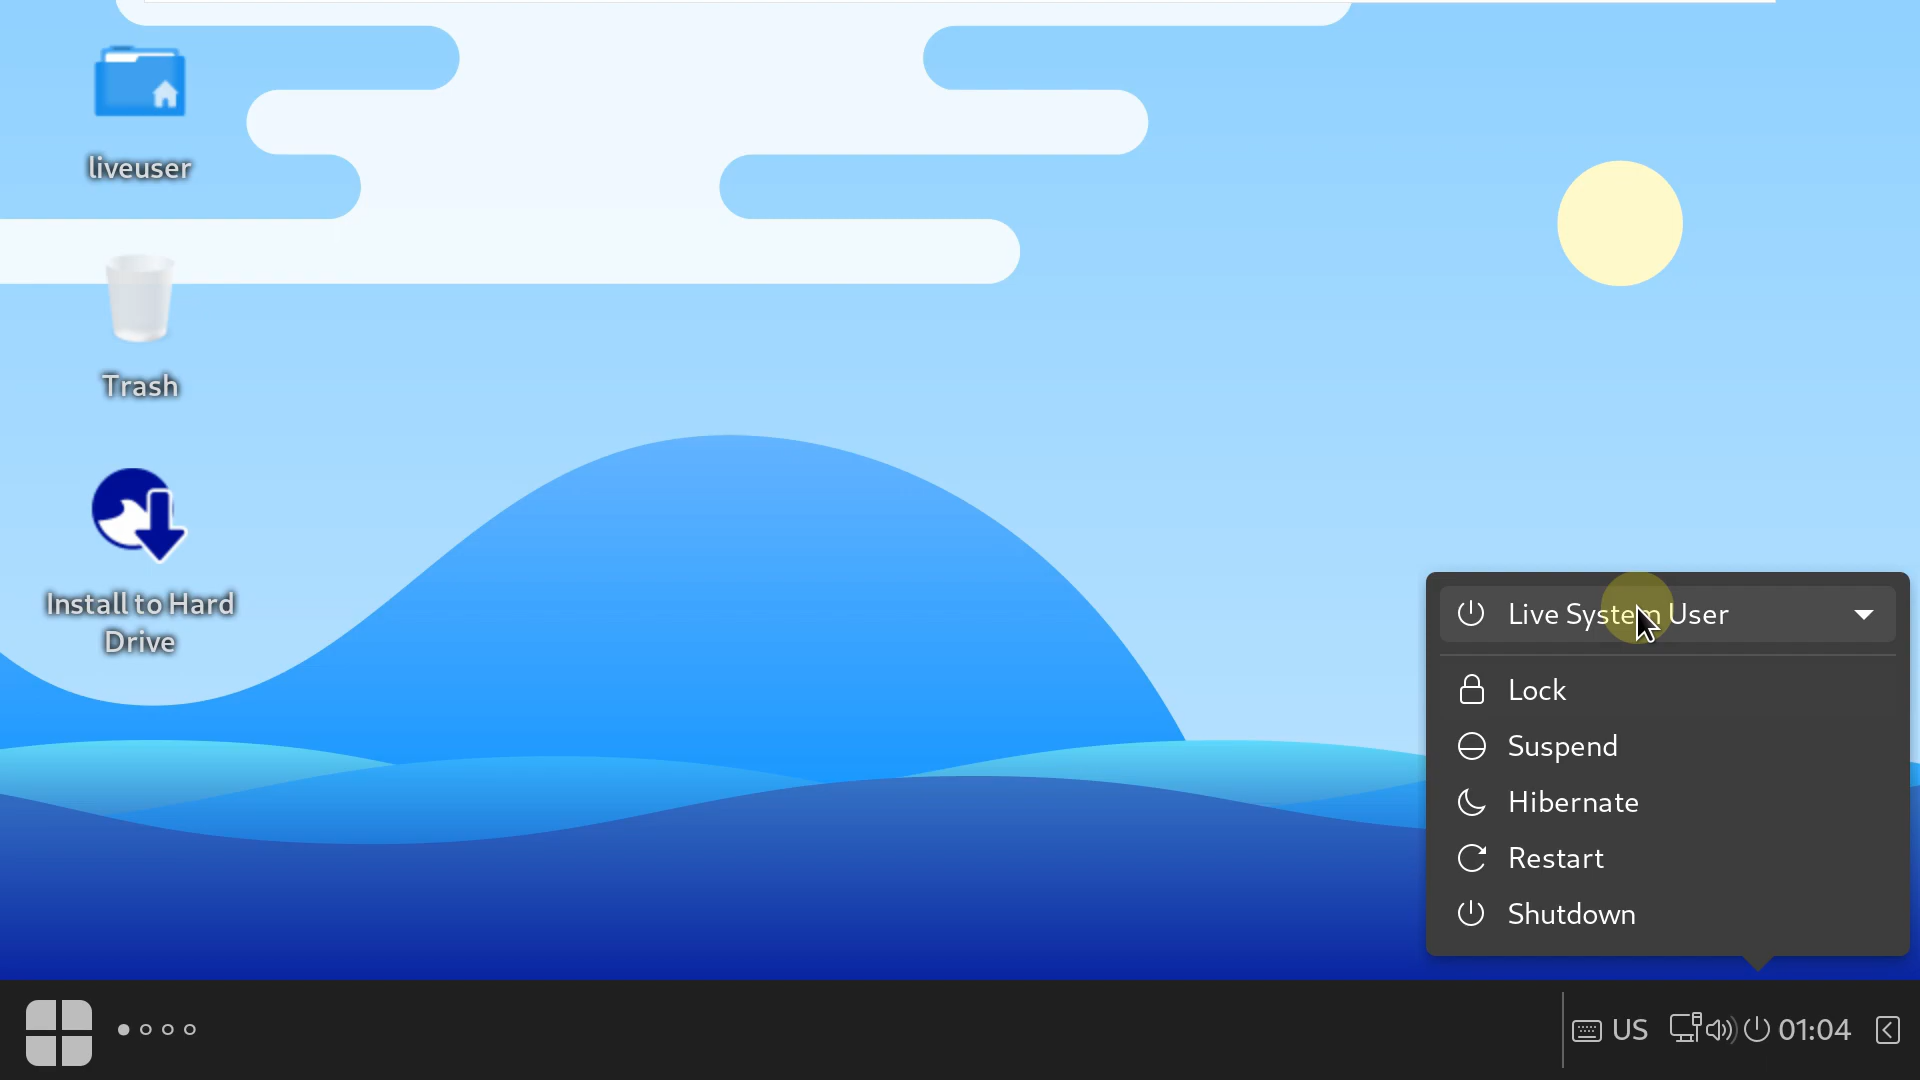 liveuser
Trash
Install to Hard
Drive
Live System User
Lock
Suspend
Hibernate
Restart
Shutdown
US
01:04